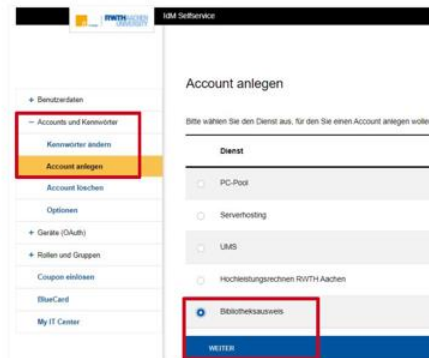 RWTH AACHEN
UNIVERSITY
IdM Selfservice
+ Benutzerdaten
− Accounts und Kennwörter
Kennwörter ändern
Account anlegen
Account löschen
Optionen
+ Geräte (OAuth)
+ Rollen und Gruppen
Coupon einlösen
BlueCard
My IT Center
Account anlegen
Bitte wählen Sie den Dienst aus, für den Sie einen Account anlegen wolle
Dienst
PC-Pool
Serverhosting
UMS
Hochleistungsrechnen RWTH Aachen
Bibliotheksausweis
WEITER